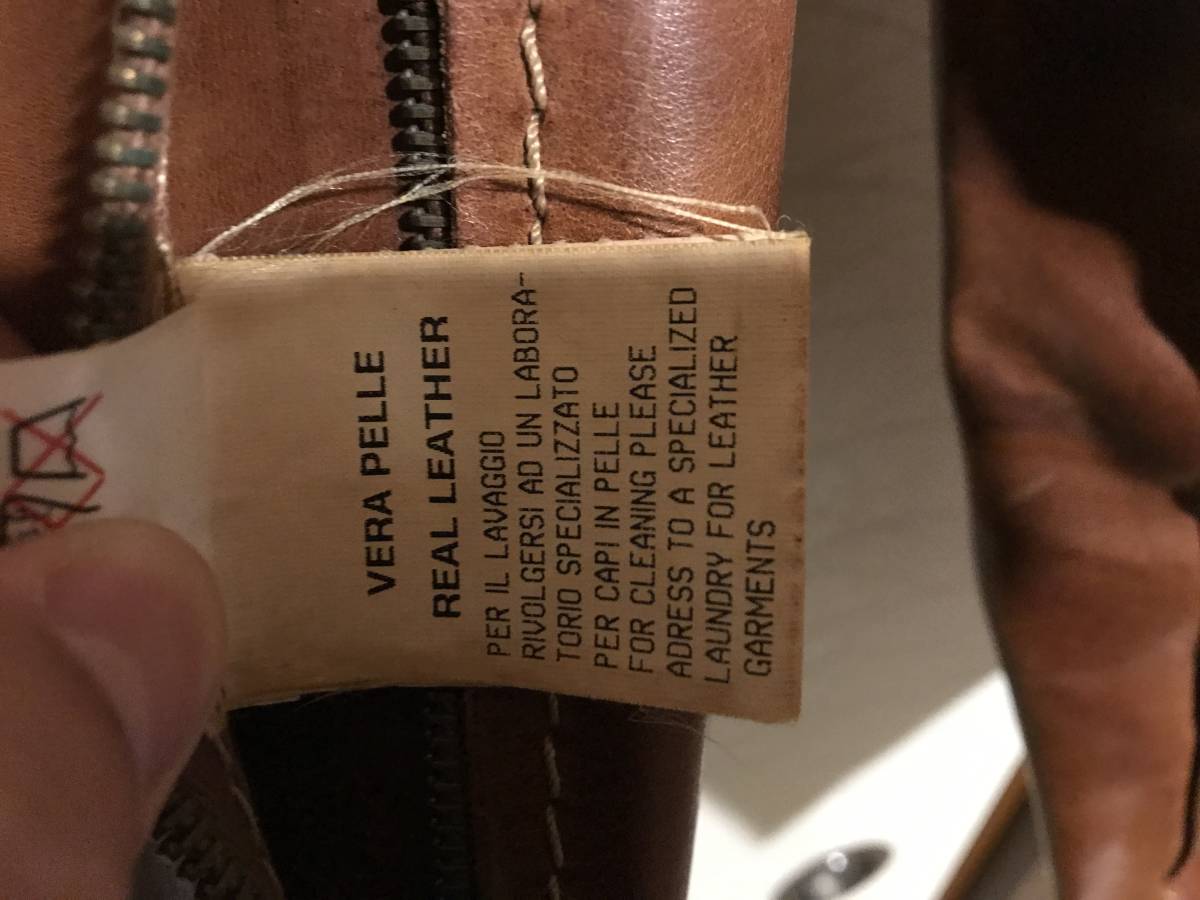 VERA PELLE
REAL LEATHER
PER IL LAVAGGIO
RIVOLGERSI AD UN LABORA-
TORIO SPECIALIZZATO
PER CAPI IN PELLE
FOR CLEANING PLEASE
ADRESS TO A SPECIALIZED
LAUNDRY FOR LEATHER
GARMENTS